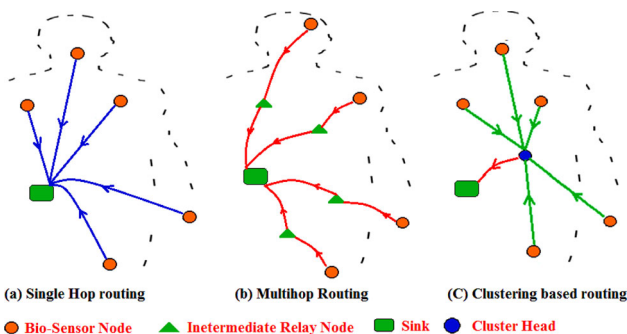 (a) Single Hop routing (b) Multihop Routing (C) Clustering based routing
Bio-Sensor Node Inetermediate Relay Node Sink Cluster Head